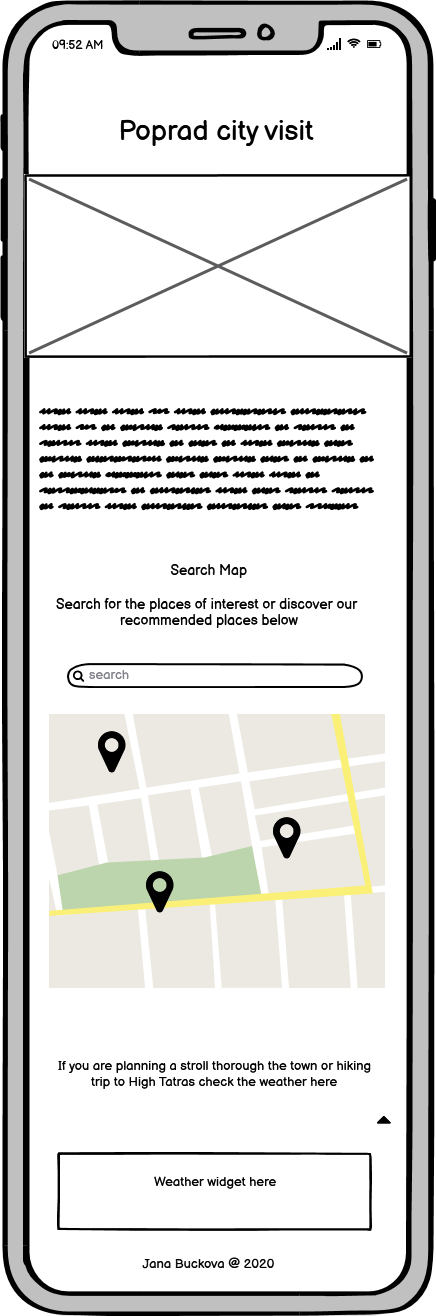 09:52 AM
Poprad city visit
Search Map
Search for the places of interest or discover our
recommended places below
search
If you are planning a stroll thorough the town or hiking
trip to High Tatras check the weather here
Weather widget here
Jana Buckova @ 2020